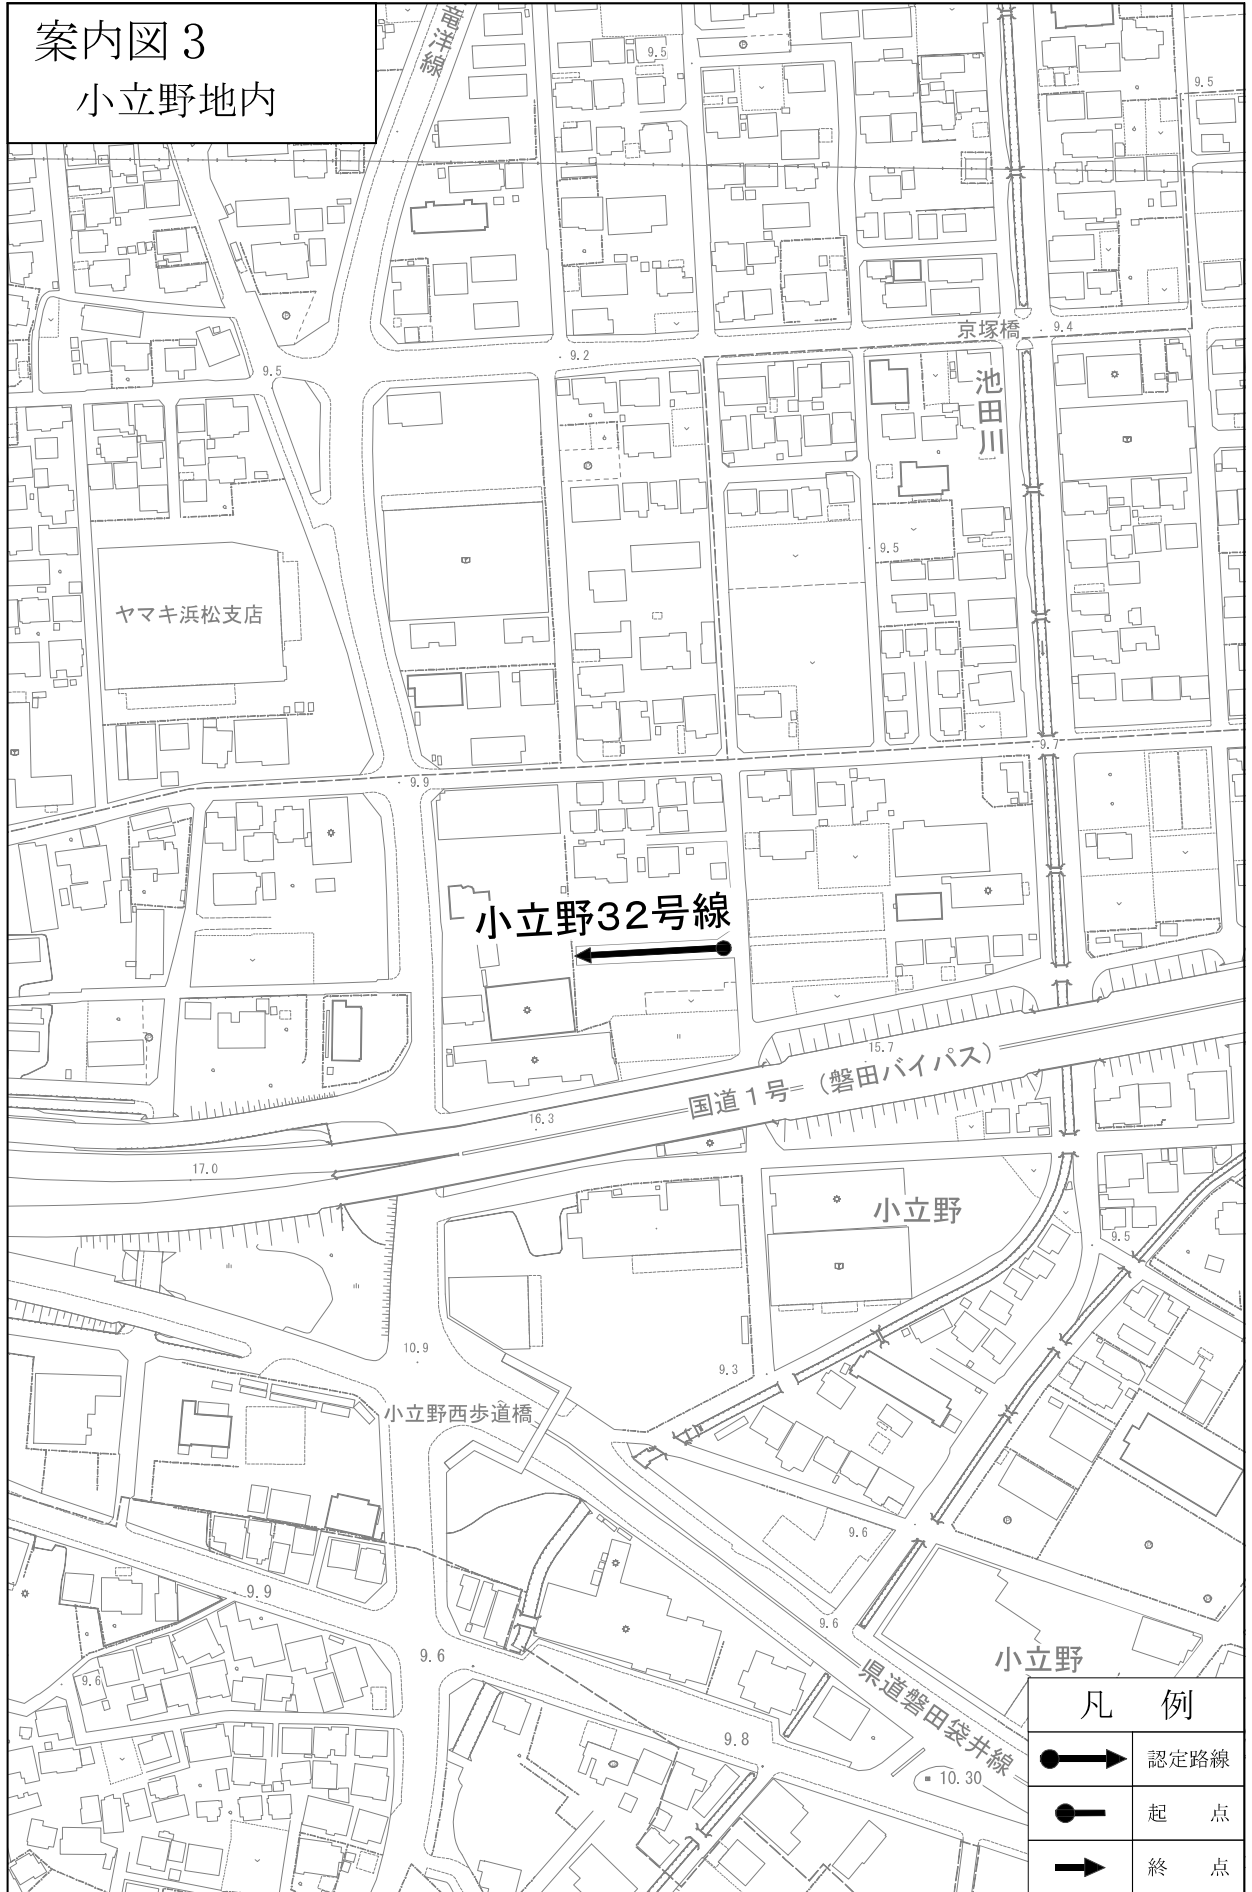 案内図3
小立野地内
竜洋線
9.5
9.5
京塚橋
9.4
9.2
9.5
池田川
9.5
ヤマキ浜松支店
9.7
9.9
小立野32号線
15.7
国道1号=(磐田バイパス)
16.3
17.0
小立野
9.5
10.9
9.3
小立野西歩道橋
9.6
9.9
9.6
9.6
9.6
小立野
県道磐田袋井線
9.8
10.30
凡 例
認定路線
起 点
終 点